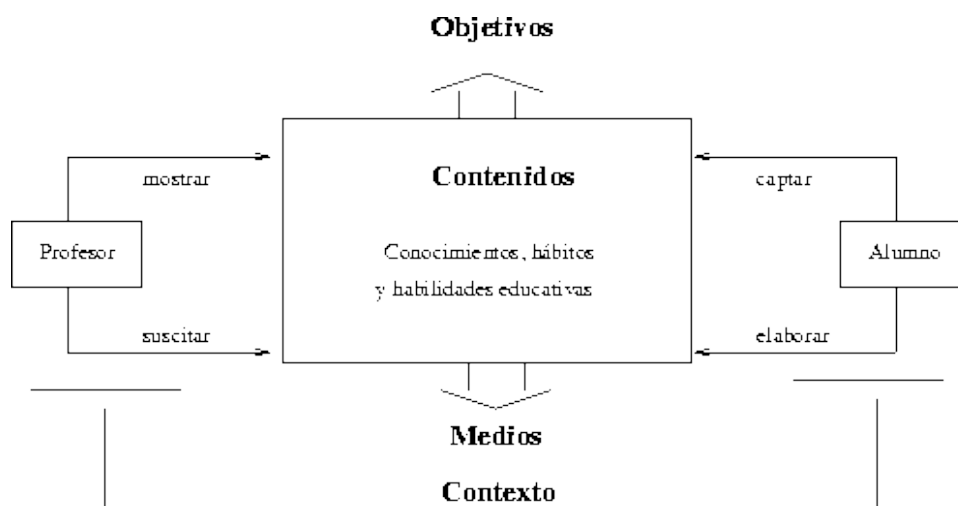 Objetivos
mostrar
Contenidos
captar
Profesor
Conocimientos, hábitos
y habilidades educativas
Alumno
suscitar
elaborar
Medios
Contexto